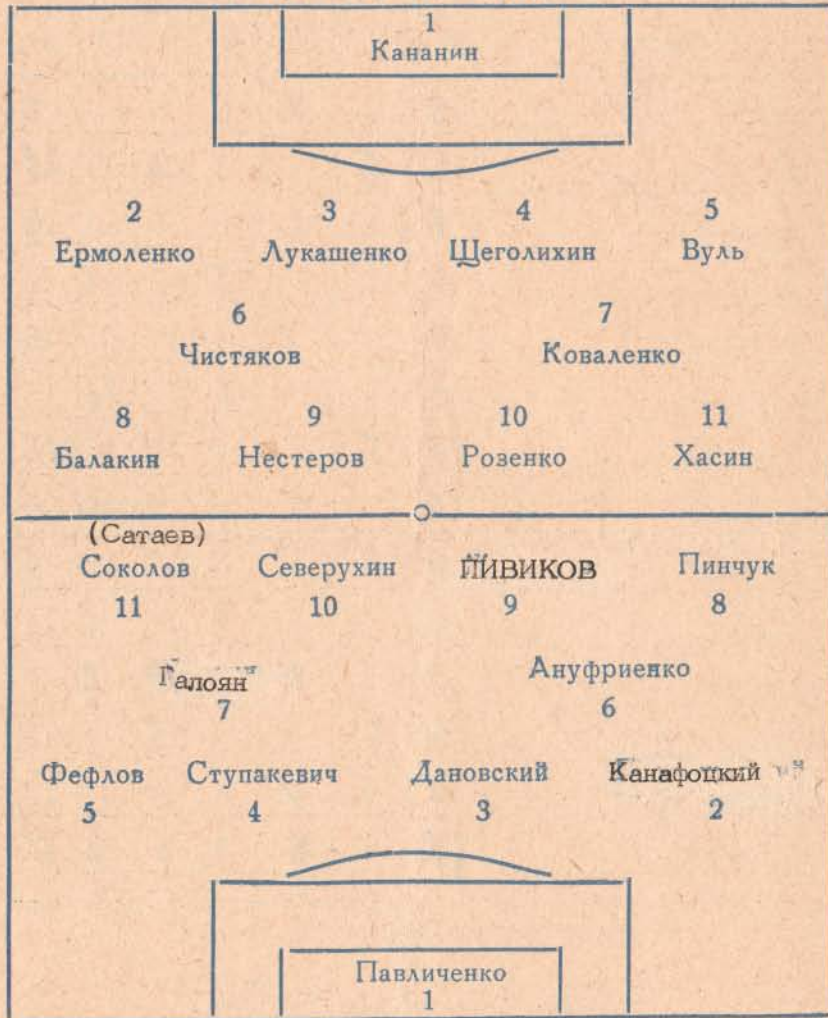 1
Кананин
2 3 4 5
Ермоленко Лукашенко Щеголихин Вуль
6 7
Чистяков Коваленко
8 9 10 11
Балакин Нестеров Розенко Хасин
(Сатаев)
Соколов Северухин ПИВИКОВ Пинчук
11 10 9 8
Галоян Ануфриенко
7 6
Фефлов Ступакевич Дановский Канафоцкий
5 4 3 2
Павличенко
1